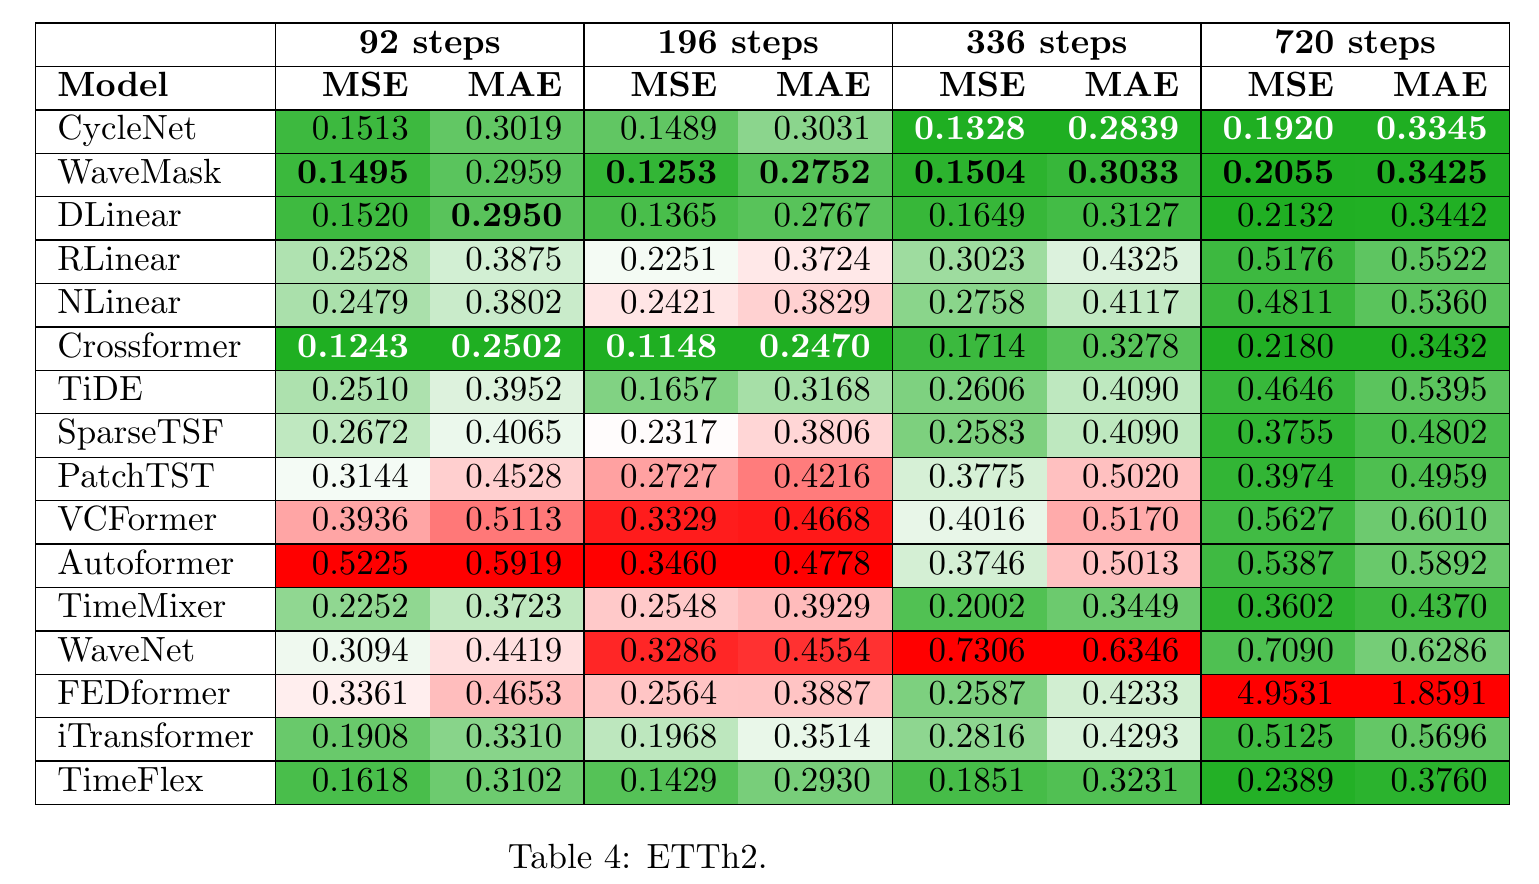 92 steps 196 steps 336 steps 720 steps
Model MSE MAE MSE MAE MSE MAE MSE MAE
CycleNet 0.1513 0.3019 0.1489 0.3031 0.1328 0.2839 0.1920 0.3345
WaveMask 0.1495 0.2959 0.1253 0.2752 0.1504 0.3033 0.2055 0.3425
DLinear 0.1520 0.2950 0.1365 0.2767 0.1649 0.3127 0.2132 0.3442
RLinear 0.2528 0.3875 0.2251 0.3724 0.3023 0.4325 0.5176 0.5522
NLinear 0.2479 0.3802 0.2421 0.3829 0.2758 0.4117 0.4811 0.5360
Crossformer 0.1243 0.2502 0.1148 0.2470 0.1714 0.3278 0.2180 0.3432
TiDE 0.2510 0.3952 0.1657 0.3168 0.2606 0.4090 0.4646 0.5395
SparseTSF 0.2672 0.4065 0.2317 0.3806 0.2583 0.4090 0.3755 0.4802
PatchTST 0.3144 0.4528 0.2727 0.4216 0.3775 0.5020 0.3974 0.4959
VCFormer 0.3936 0.5113 0.3329 0.4668 0.4016 0.5170 0.5627 0.6010
Autoformer 0.5225 0.5919 0.3460 0.4778 0.3746 0.5013 0.5387 0.5892
TimeMixer 0.2252 0.3723 0.2548 0.3929 0.2002 0.3449 0.3602 0.4370
WaveNet 0.3094 0.4419 0.3286 0.4554 0.7306 0.6346 0.7090 0.6286
FEDformer 0.3361 0.4653 0.2564 0.3887 0.2587 0.4233 4.9531 1.8591
iTransformer 0.1908 0.3310 0.1968 0.3514 0.2816 0.4293 0.5125 0.5696
TimeFlex 0.1618 0.3102 0.1429 0.2930 0.1851 0.3231 0.2389 0.3760
Table 4: ETTh2.